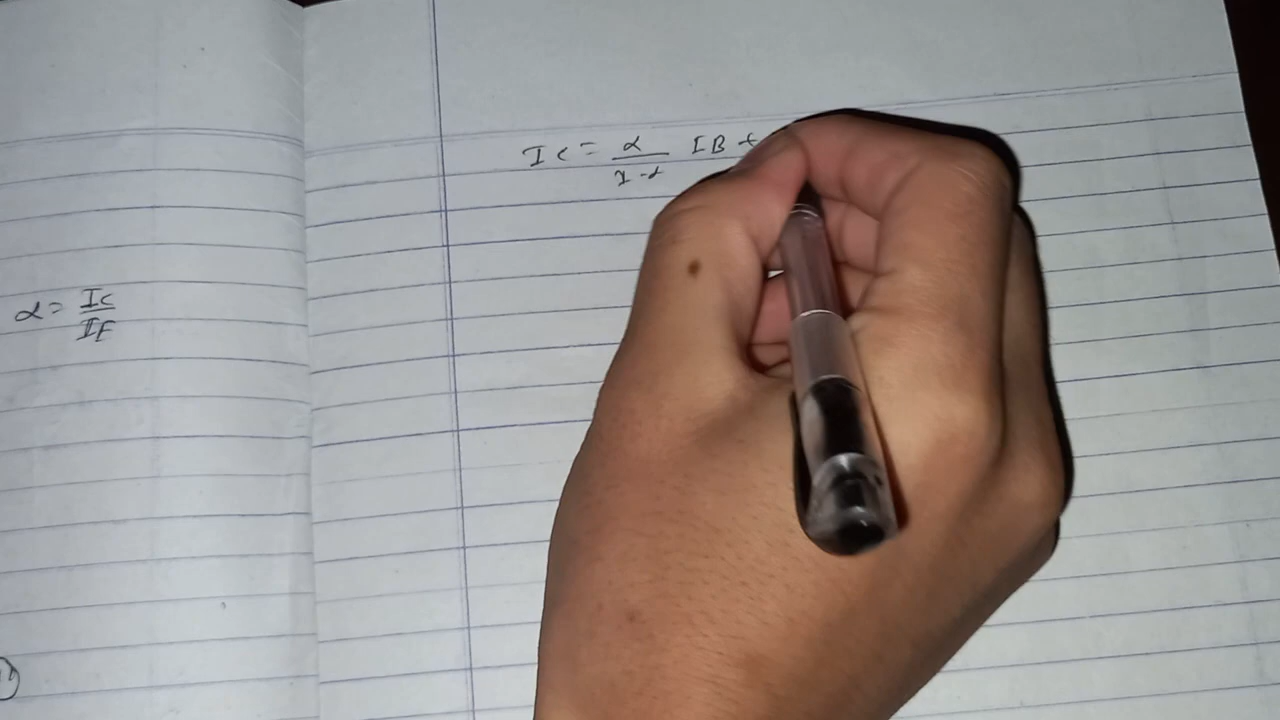 α = IC / IE
IC = α / 1-α IB +